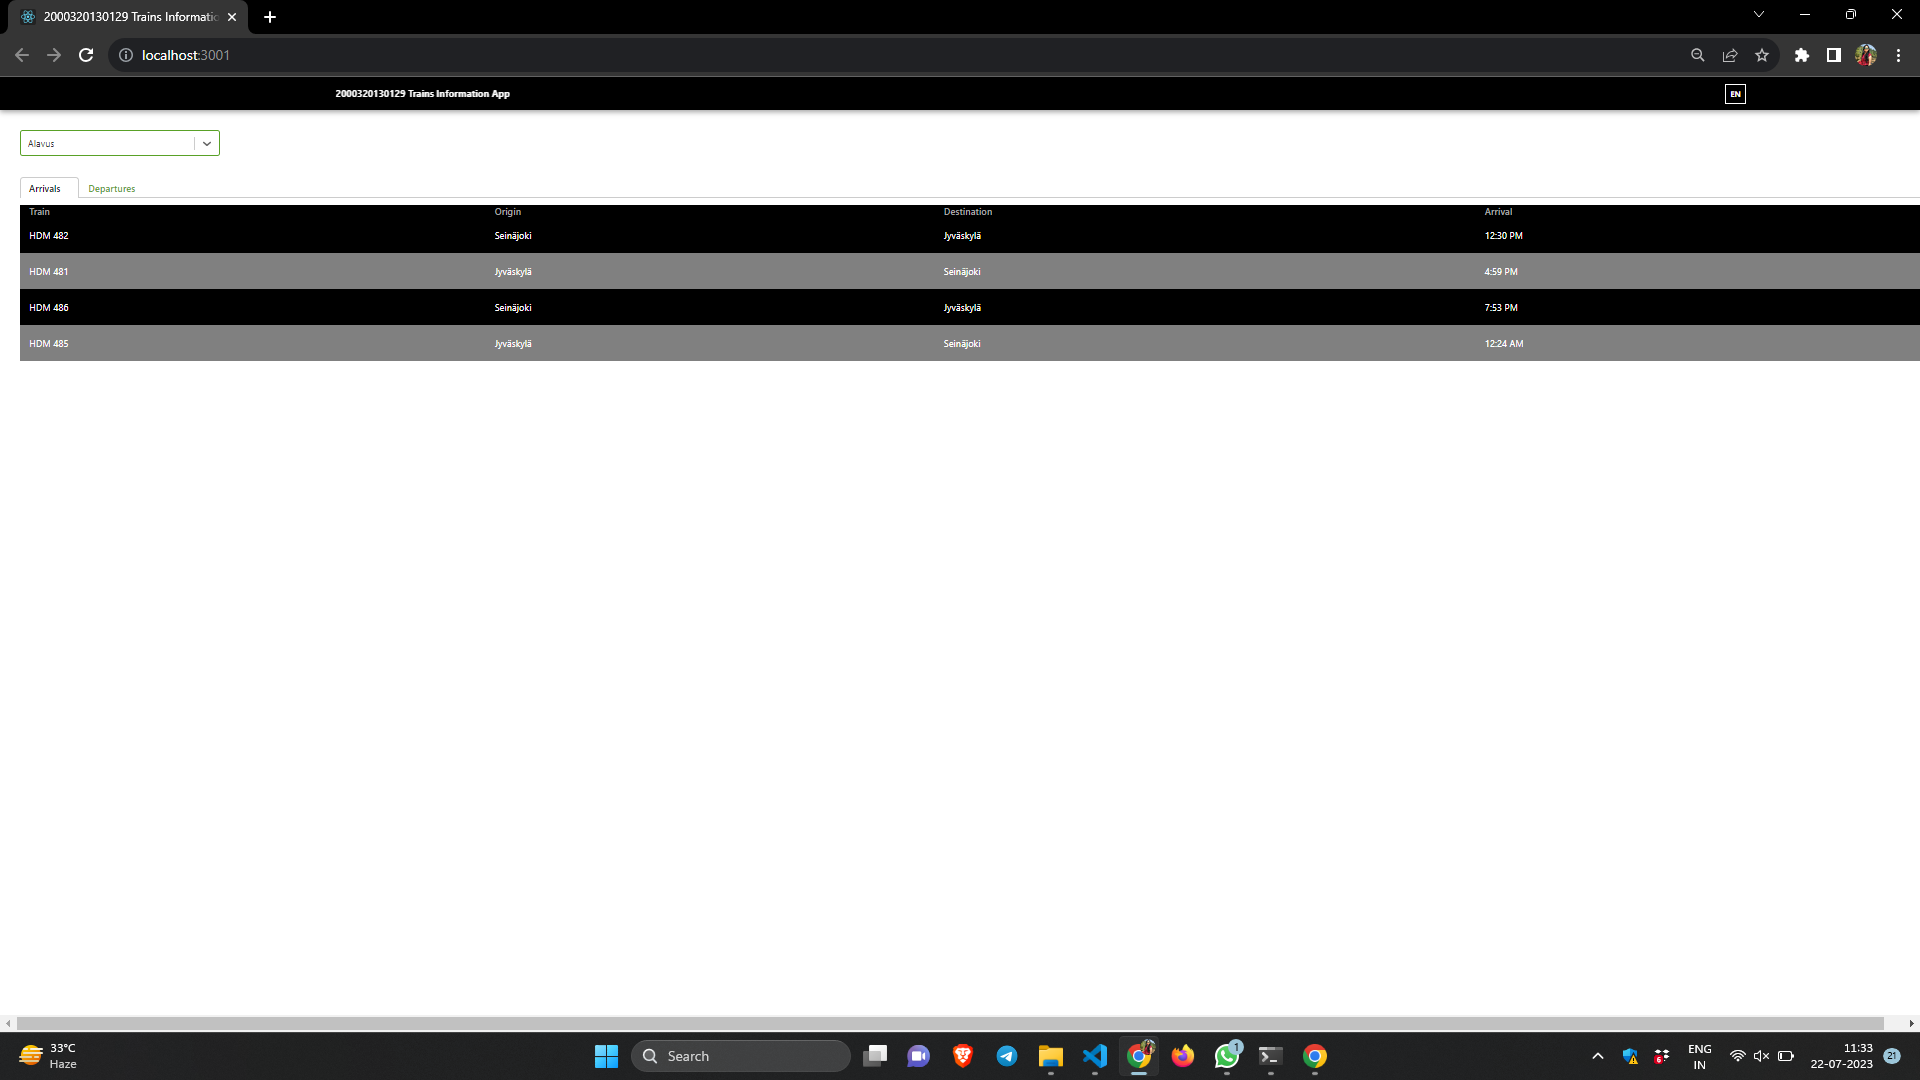 2000320130129 Trains Informatio
localhost:3001
2000320130129 Trains Information App
EN
Alavus
Arrivals Departures
Train Origin Destination Arrival
HDM 482 Seinäjoki Jyväskylä 12:30 PM
HDM 481 Jyväskylä Seinäjoki 4:59 PM
HDM 486 Seinäjoki Jyväskylä 7:53 PM
HDM 485 Jyväskylä Seinäjoki 12:24 AM
33°C
Haze
Search
1
6
ENG
IN
11:33
22-07-2023
21